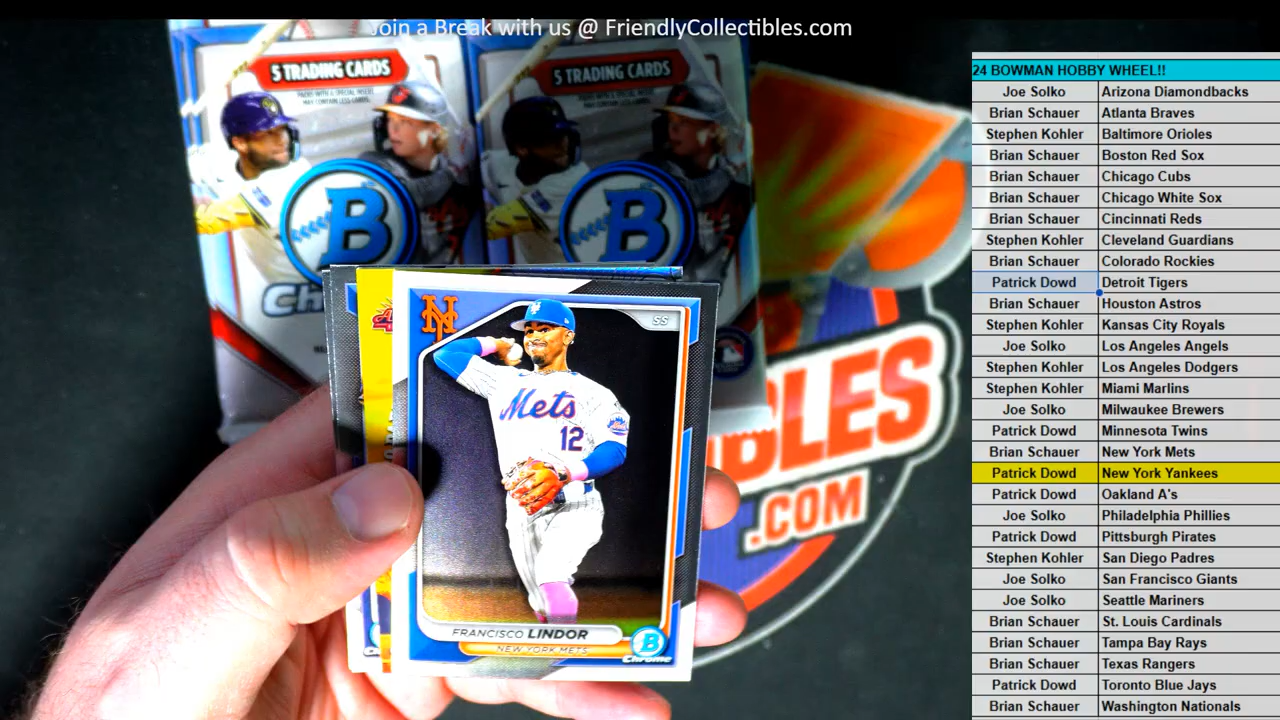 Join a Break with us @ FriendlyCollectibles.com
5 TRADING CARDS
5 TRADING CARDS
B
B
Ch
NY
SS
Mets
12
FRANCISCO LINDOR
NEW YORK METS
B
Chrome
BLES
.COM
24 BOWMAN HOBBY WHEEL!!
Joe Solko Arizona Diamondbacks
Brian Schauer Atlanta Braves
Stephen Kohler Baltimore Orioles
Brian Schauer Boston Red Sox
Brian Schauer Chicago Cubs
Brian Schauer Chicago White Sox
Brian Schauer Cincinnati Reds
Stephen Kohler Cleveland Guardians
Brian Schauer Colorado Rockies
Patrick Dowd Detroit Tigers
Brian Schauer Houston Astros
Stephen Kohler Kansas City Royals
Joe Solko Los Angeles Angels
Stephen Kohler Los Angeles Dodgers
Stephen Kohler Miami Marlins
Joe Solko Milwaukee Brewers
Patrick Dowd Minnesota Twins
Brian Schauer New York Mets
Patrick Dowd New York Yankees
Patrick Dowd Oakland A's
Joe Solko Philadelphia Phillies
Patrick Dowd Pittsburgh Pirates
Stephen Kohler San Diego Padres
Joe Solko San Francisco Giants
Joe Solko Seattle Mariners
Brian Schauer St. Louis Cardinals
Brian Schauer Tampa Bay Rays
Brian Schauer Texas Rangers
Patrick Dowd Toronto Blue Jays
Brian Schauer Washington Nationals